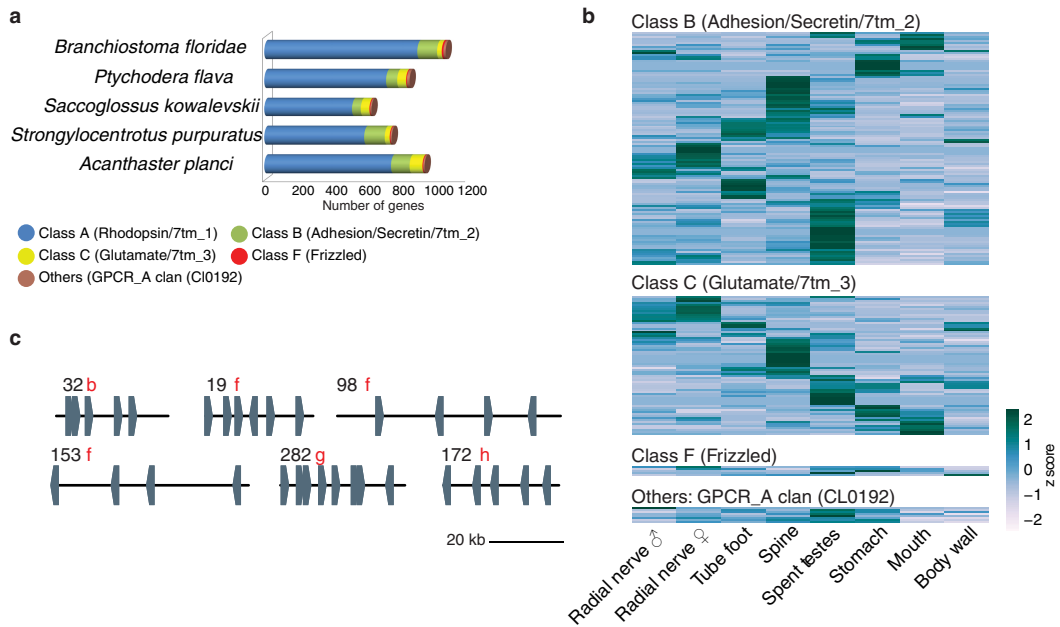 a
Branchiostoma floridae
Ptychodera flava
Saccoglossus kowalevskii
Strongylocentrotus purpuratus
Acanthaster planci
0 200 400 600 800 1000 1200
Number of genes
Class A (Rhodopsin/7tm_1)
Class B (Adhesion/Secretin/7tm_2)
Class C (Glutamate/7tm_3)
Class F (Frizzled)
Others (GPCR_A clan (Cl0192)
b
Class B (Adhesion/Secretin/7tm_2)
Class C (Glutamate/7tm_3)
Class F (Frizzled)
Others: GPCR_A clan (CL0192)
Radial nerve ♂
Radial nerve ♀
Tube foot
Spine
Spent testes
Stomach
Mouth
Body wall
2
1
0
−1
−2
z score
c
32 b
19 f
98 f
153 f
282 g
172 h
20 kb